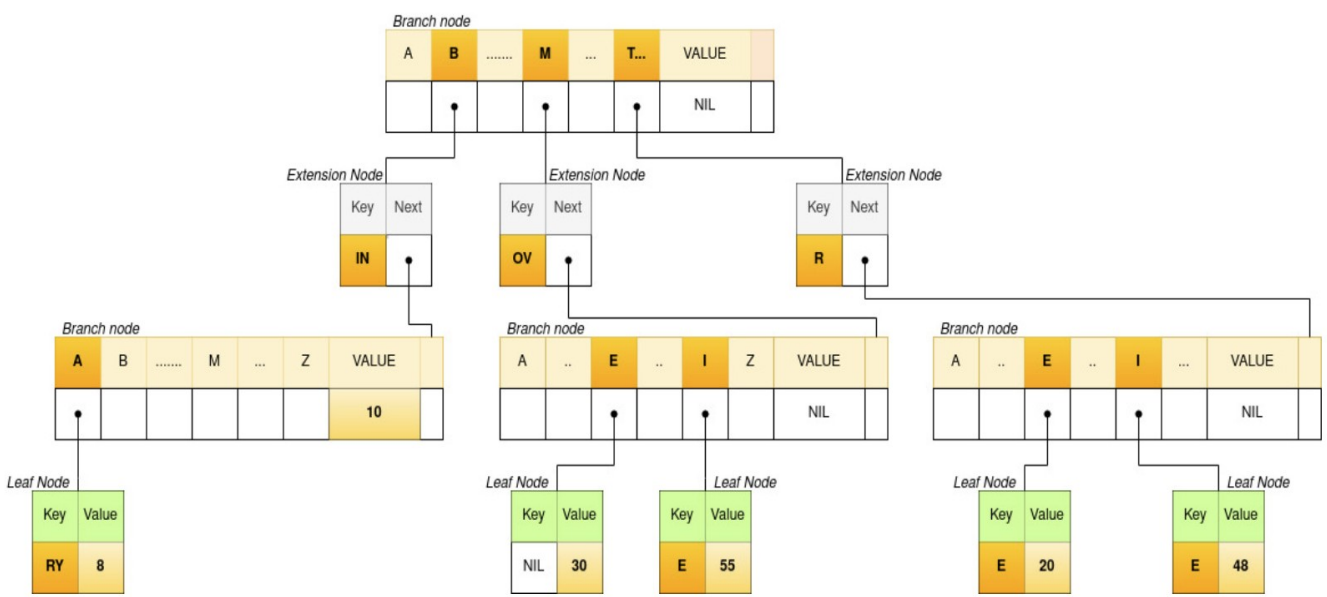 Branch node
A B ....... M ... T... VALUE
NIL
Extension Node Extension Node Extension Node
Key Next Key Next Key Next
IN OV R
Branch node Branch node Branch node
A B ....... M ... Z VALUE A .. E .. I Z VALUE A .. E .. I ... VALUE
10 NIL NIL
Leaf Node Leaf Node Leaf Node Leaf Node Leaf Node
Key Value Key Value Key Value Key Value Key Value
RY 8 NIL 30 E 55 E 20 E 48